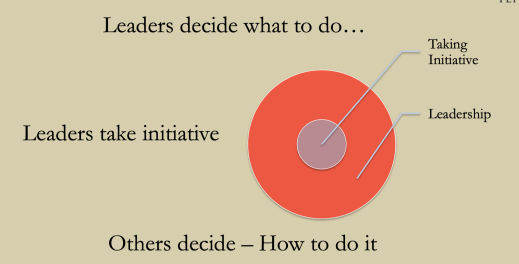 Leaders decide what to do…
Taking
Initiative
Leadership
Leaders take initiative
Others decide – How to do it